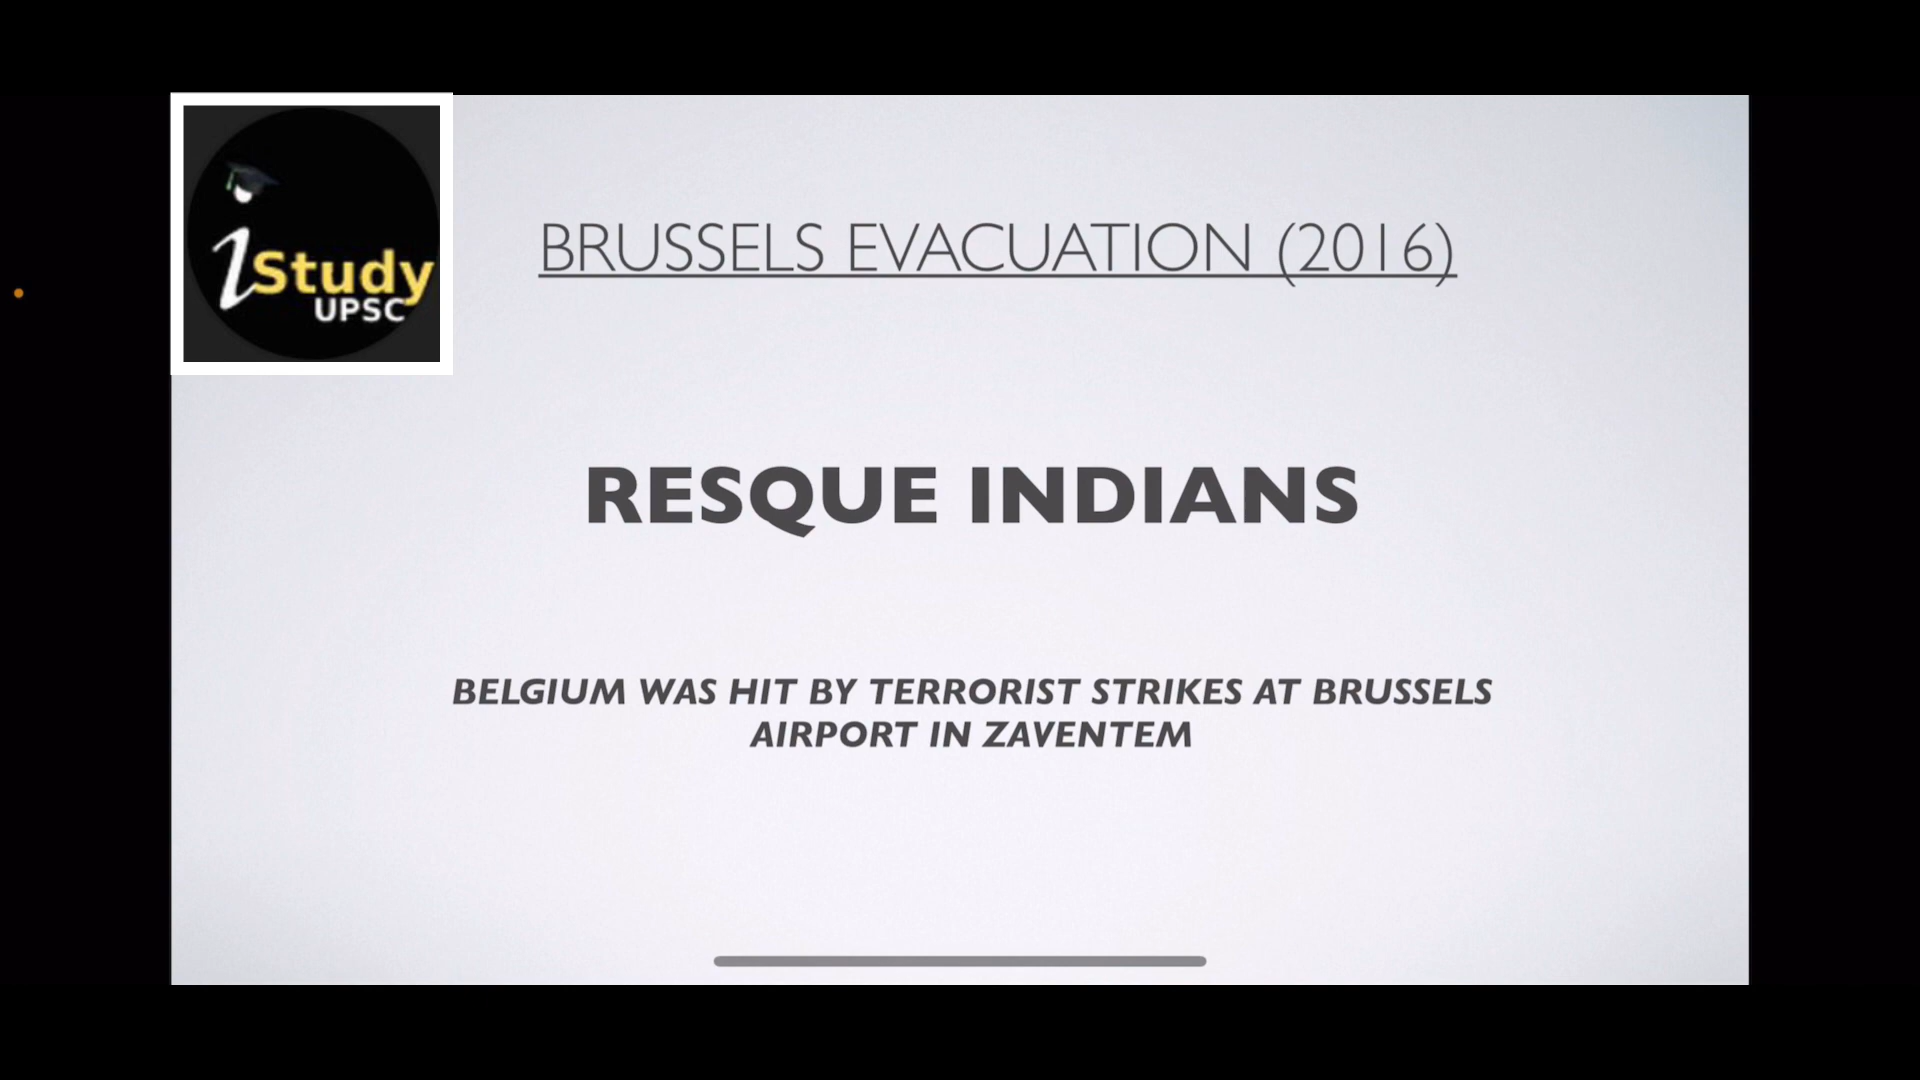 iStudy
UPSC
BRUSSELS EVACUATION (2016)
RESQUE INDIANS
BELGIUM WAS HIT BY TERRORIST STRIKES AT BRUSSELS
AIRPORT IN ZAVENTEM